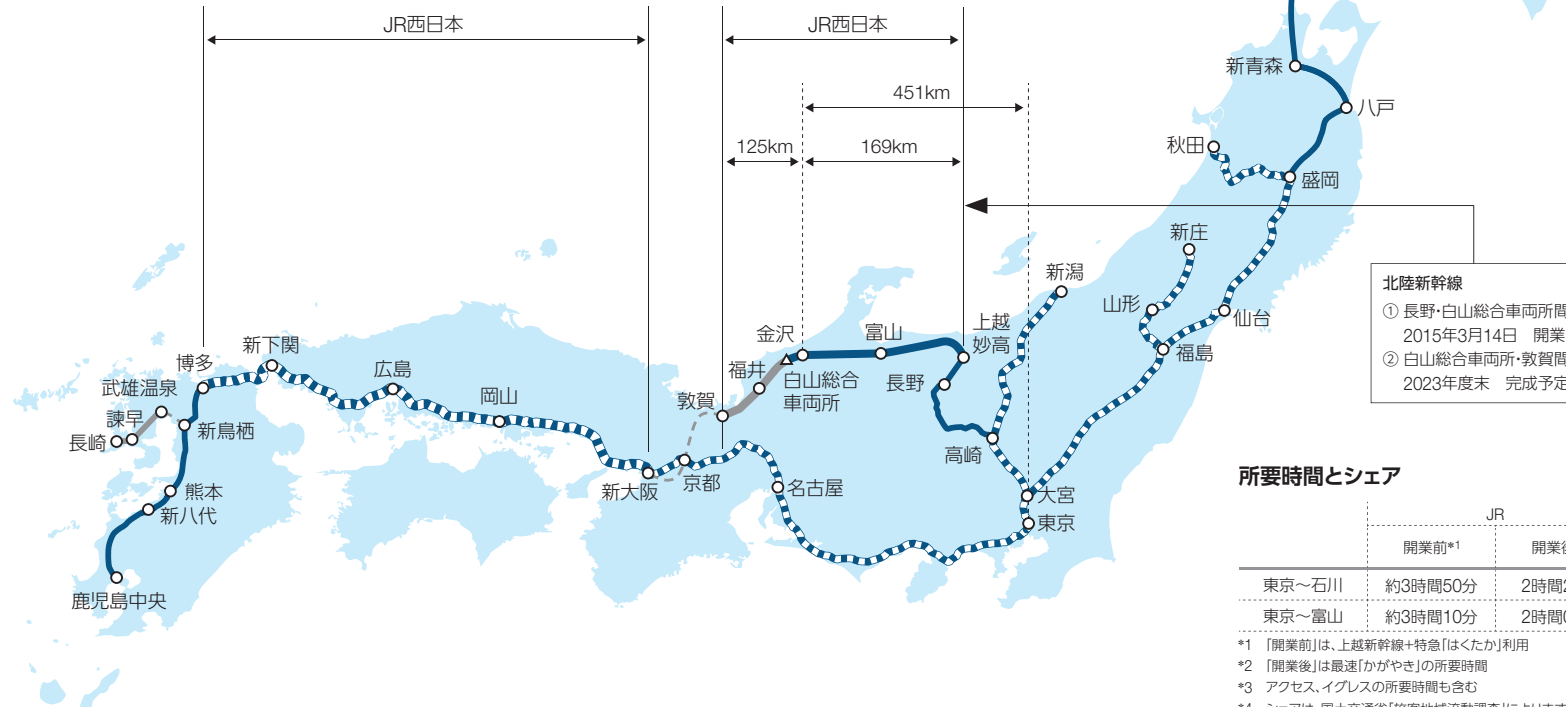 JR西日本
JR西日本
451km
125km
169km
新青森
八戸
秋田
盛岡
新庄
新潟
山形
仙台
福島
上越
妙高
富山
金沢
福井
白山総合
車両所
長野
敦賀
高崎
大宮
東京
名古屋
京都
新大阪
岡山
広島
新下関
博多
武雄温泉
諫早
長崎
新鳥栖
熊本
新八代
鹿児島中央
北陸新幹線
① 長野・白山総合車両所間
2015年3月14日 開業
② 白山総合車両所・敦賀間
2023年度末 完成予定
所要時間とシェア
JR
開業前*1 開業後
東京〜石川 約3時間50分 2時間2
東京〜富山 約3時間10分 2時間0
*1 「開業前」は、上越新幹線+特急「はくたか」利用
*2 「開業後」は最速「かがやき」の所要時間
*3 アクセス、イグレスの所要時間も含む